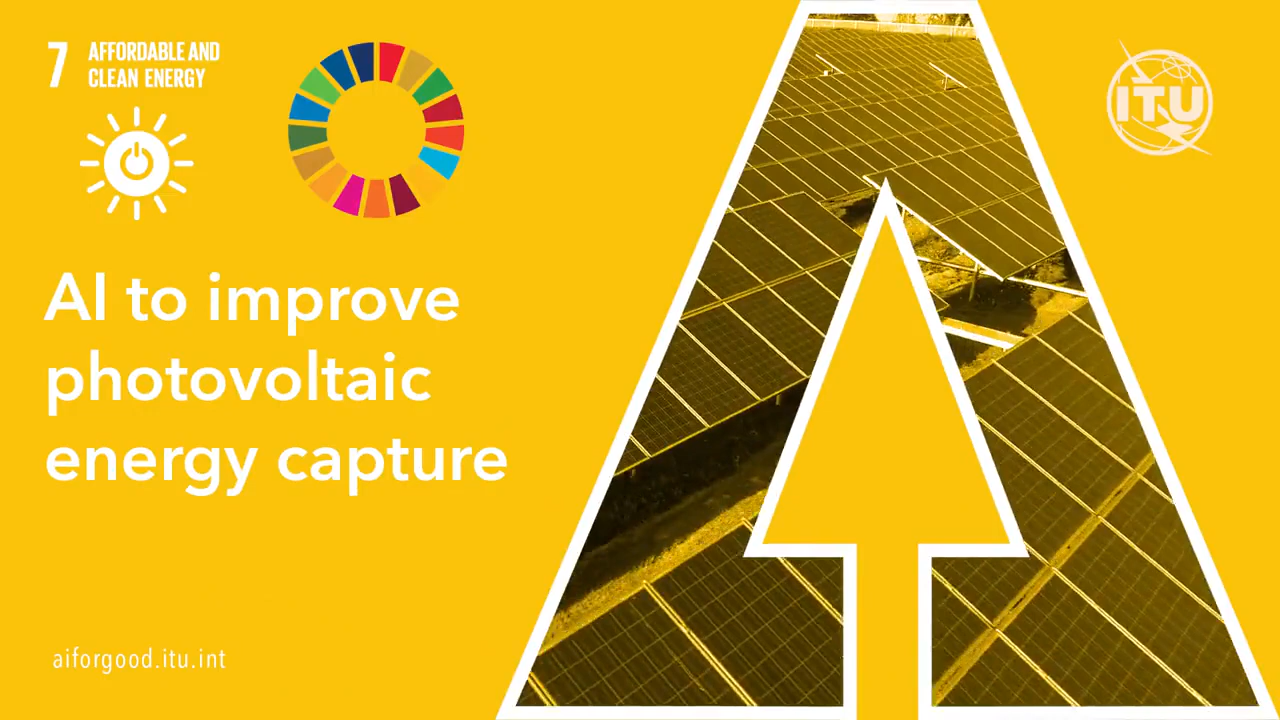 7 AFFORDABLE AND
CLEAN ENERGY
ITU
AI to improve
photovoltaic
energy capture
aiforgood.itu.int